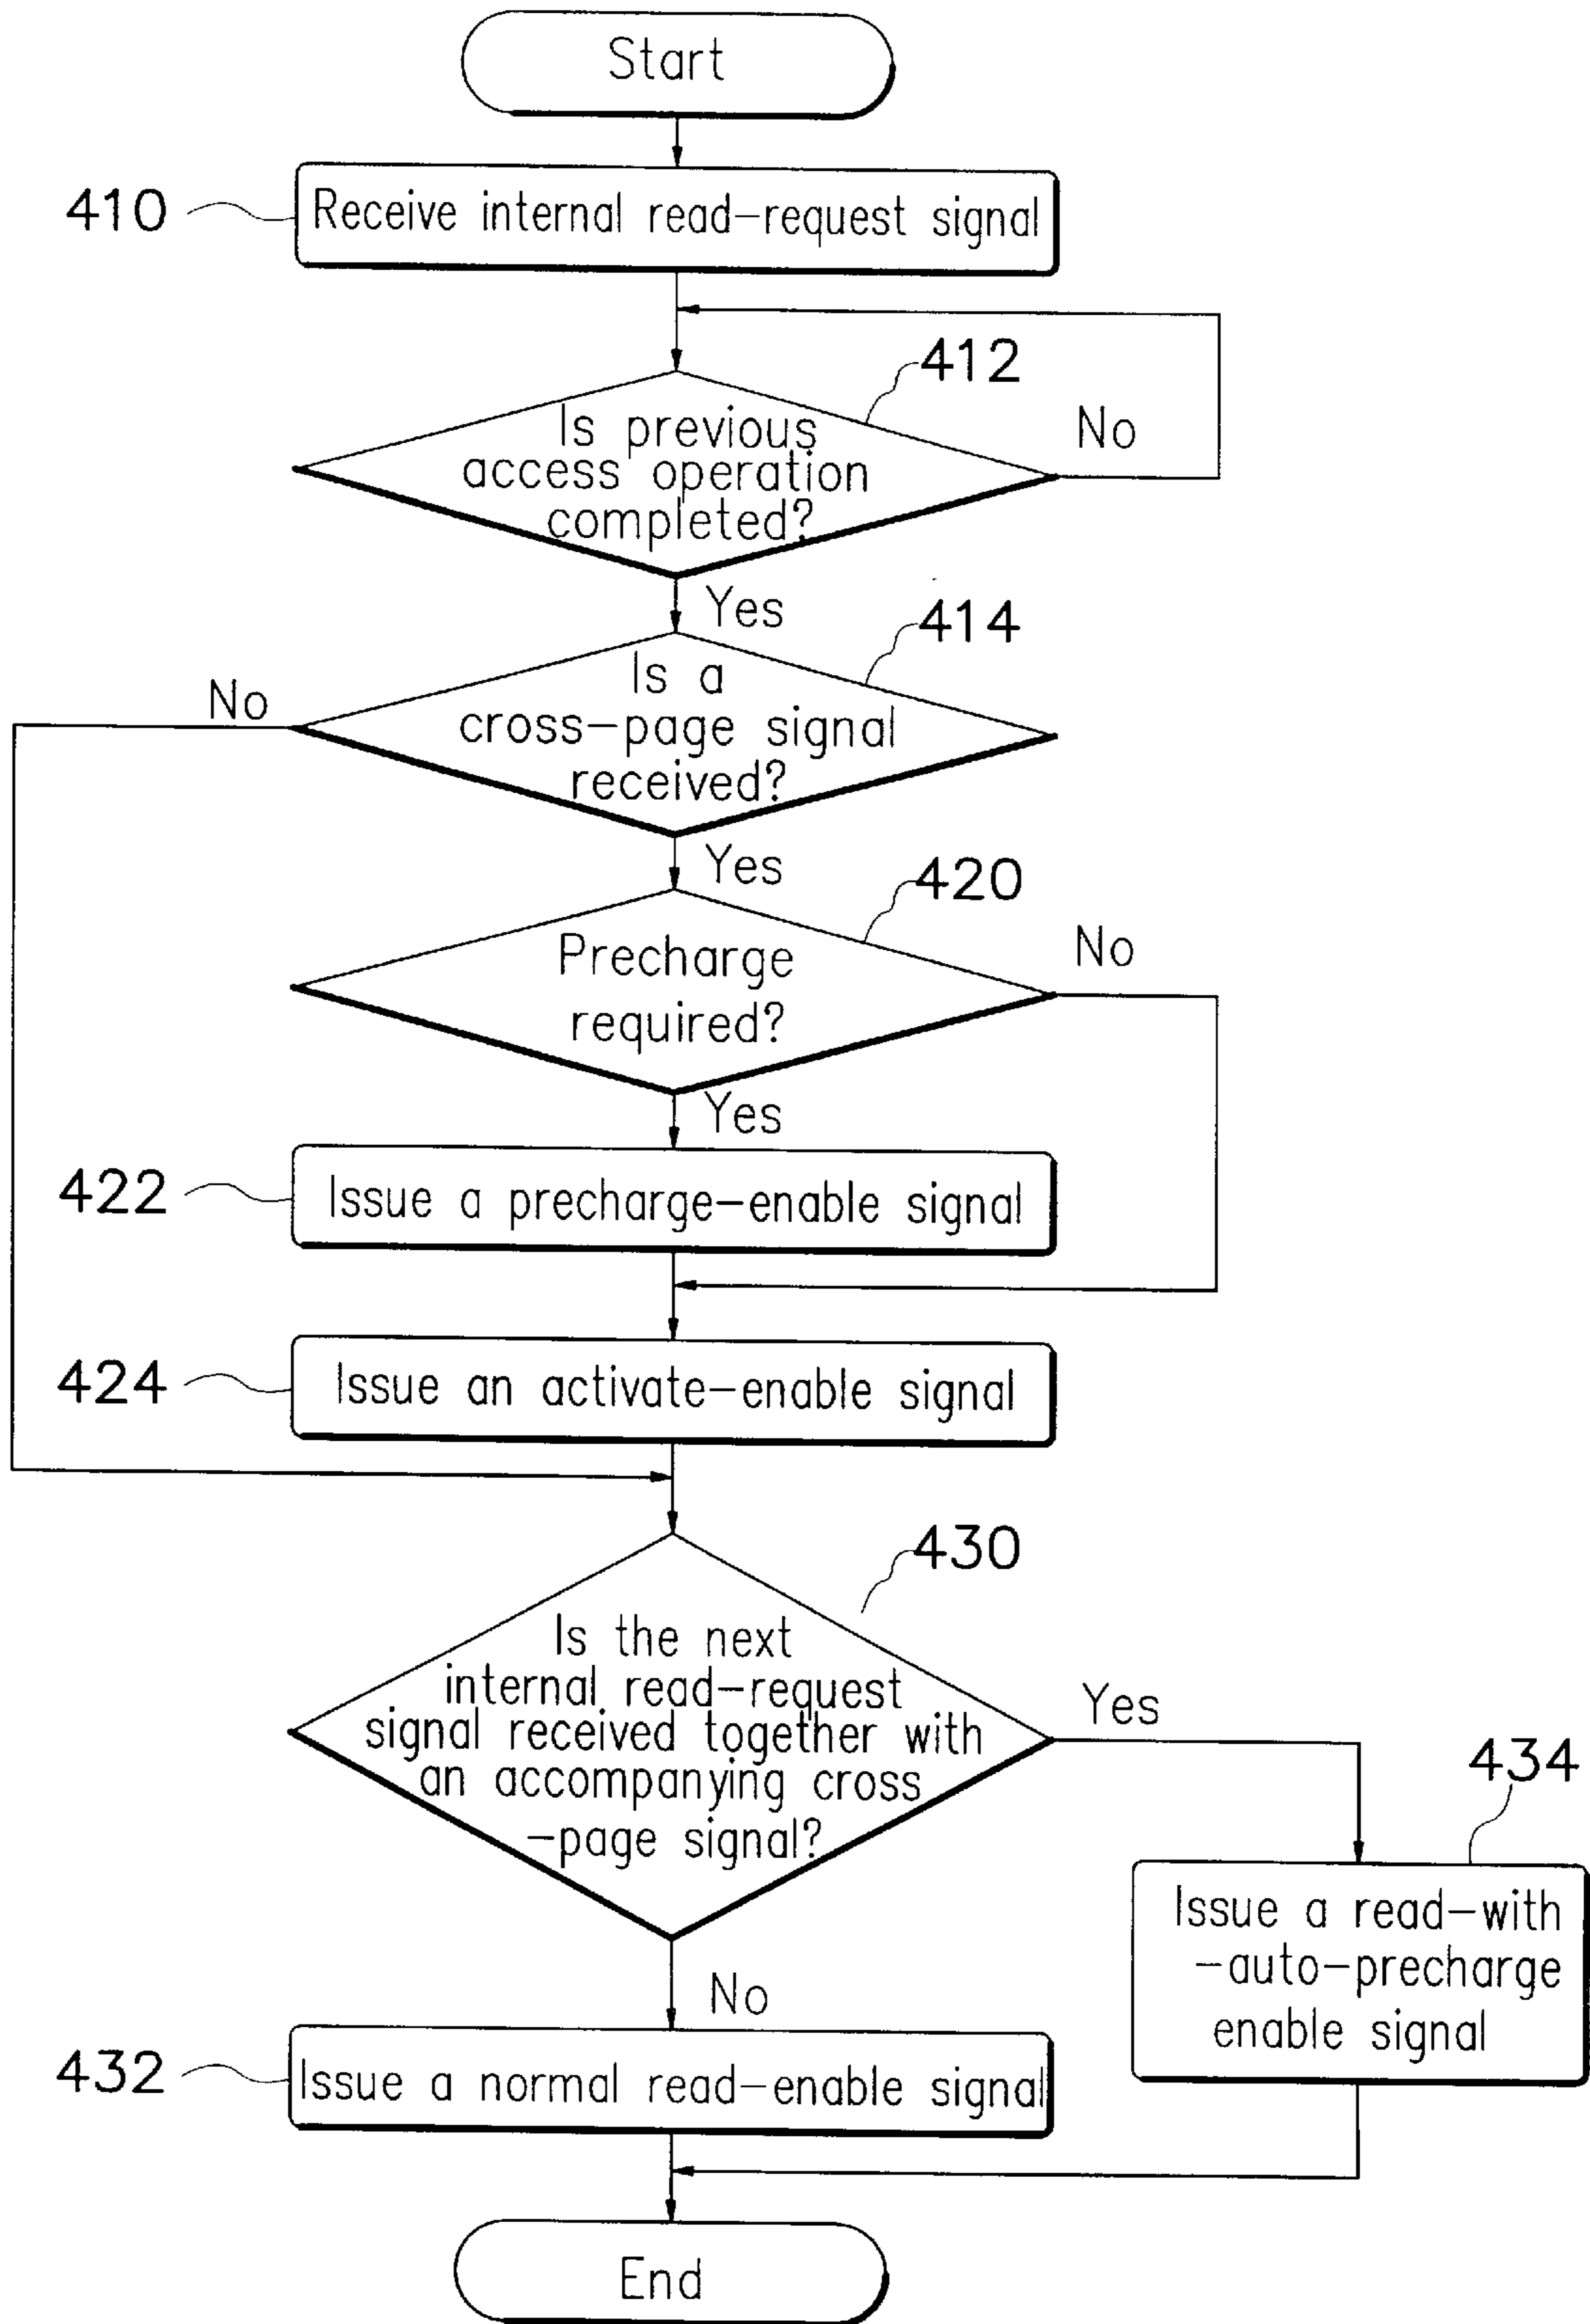 Start
410
Receive internal read-request signal
412
Is previous
access operation
completed?
No
Yes
414
Is a
cross-page signal
received?
No
Yes
420
Precharge
required?
No
Yes
422
Issue a precharge-enable signal
424
Issue an activate-enable signal
430
Is the next
internal read-request
signal received together with
an accompanying cross
-page signal?
Yes
434
Issue a read-with
-auto-precharge
enable signal
No
432
Issue a normal read-enable signal
End